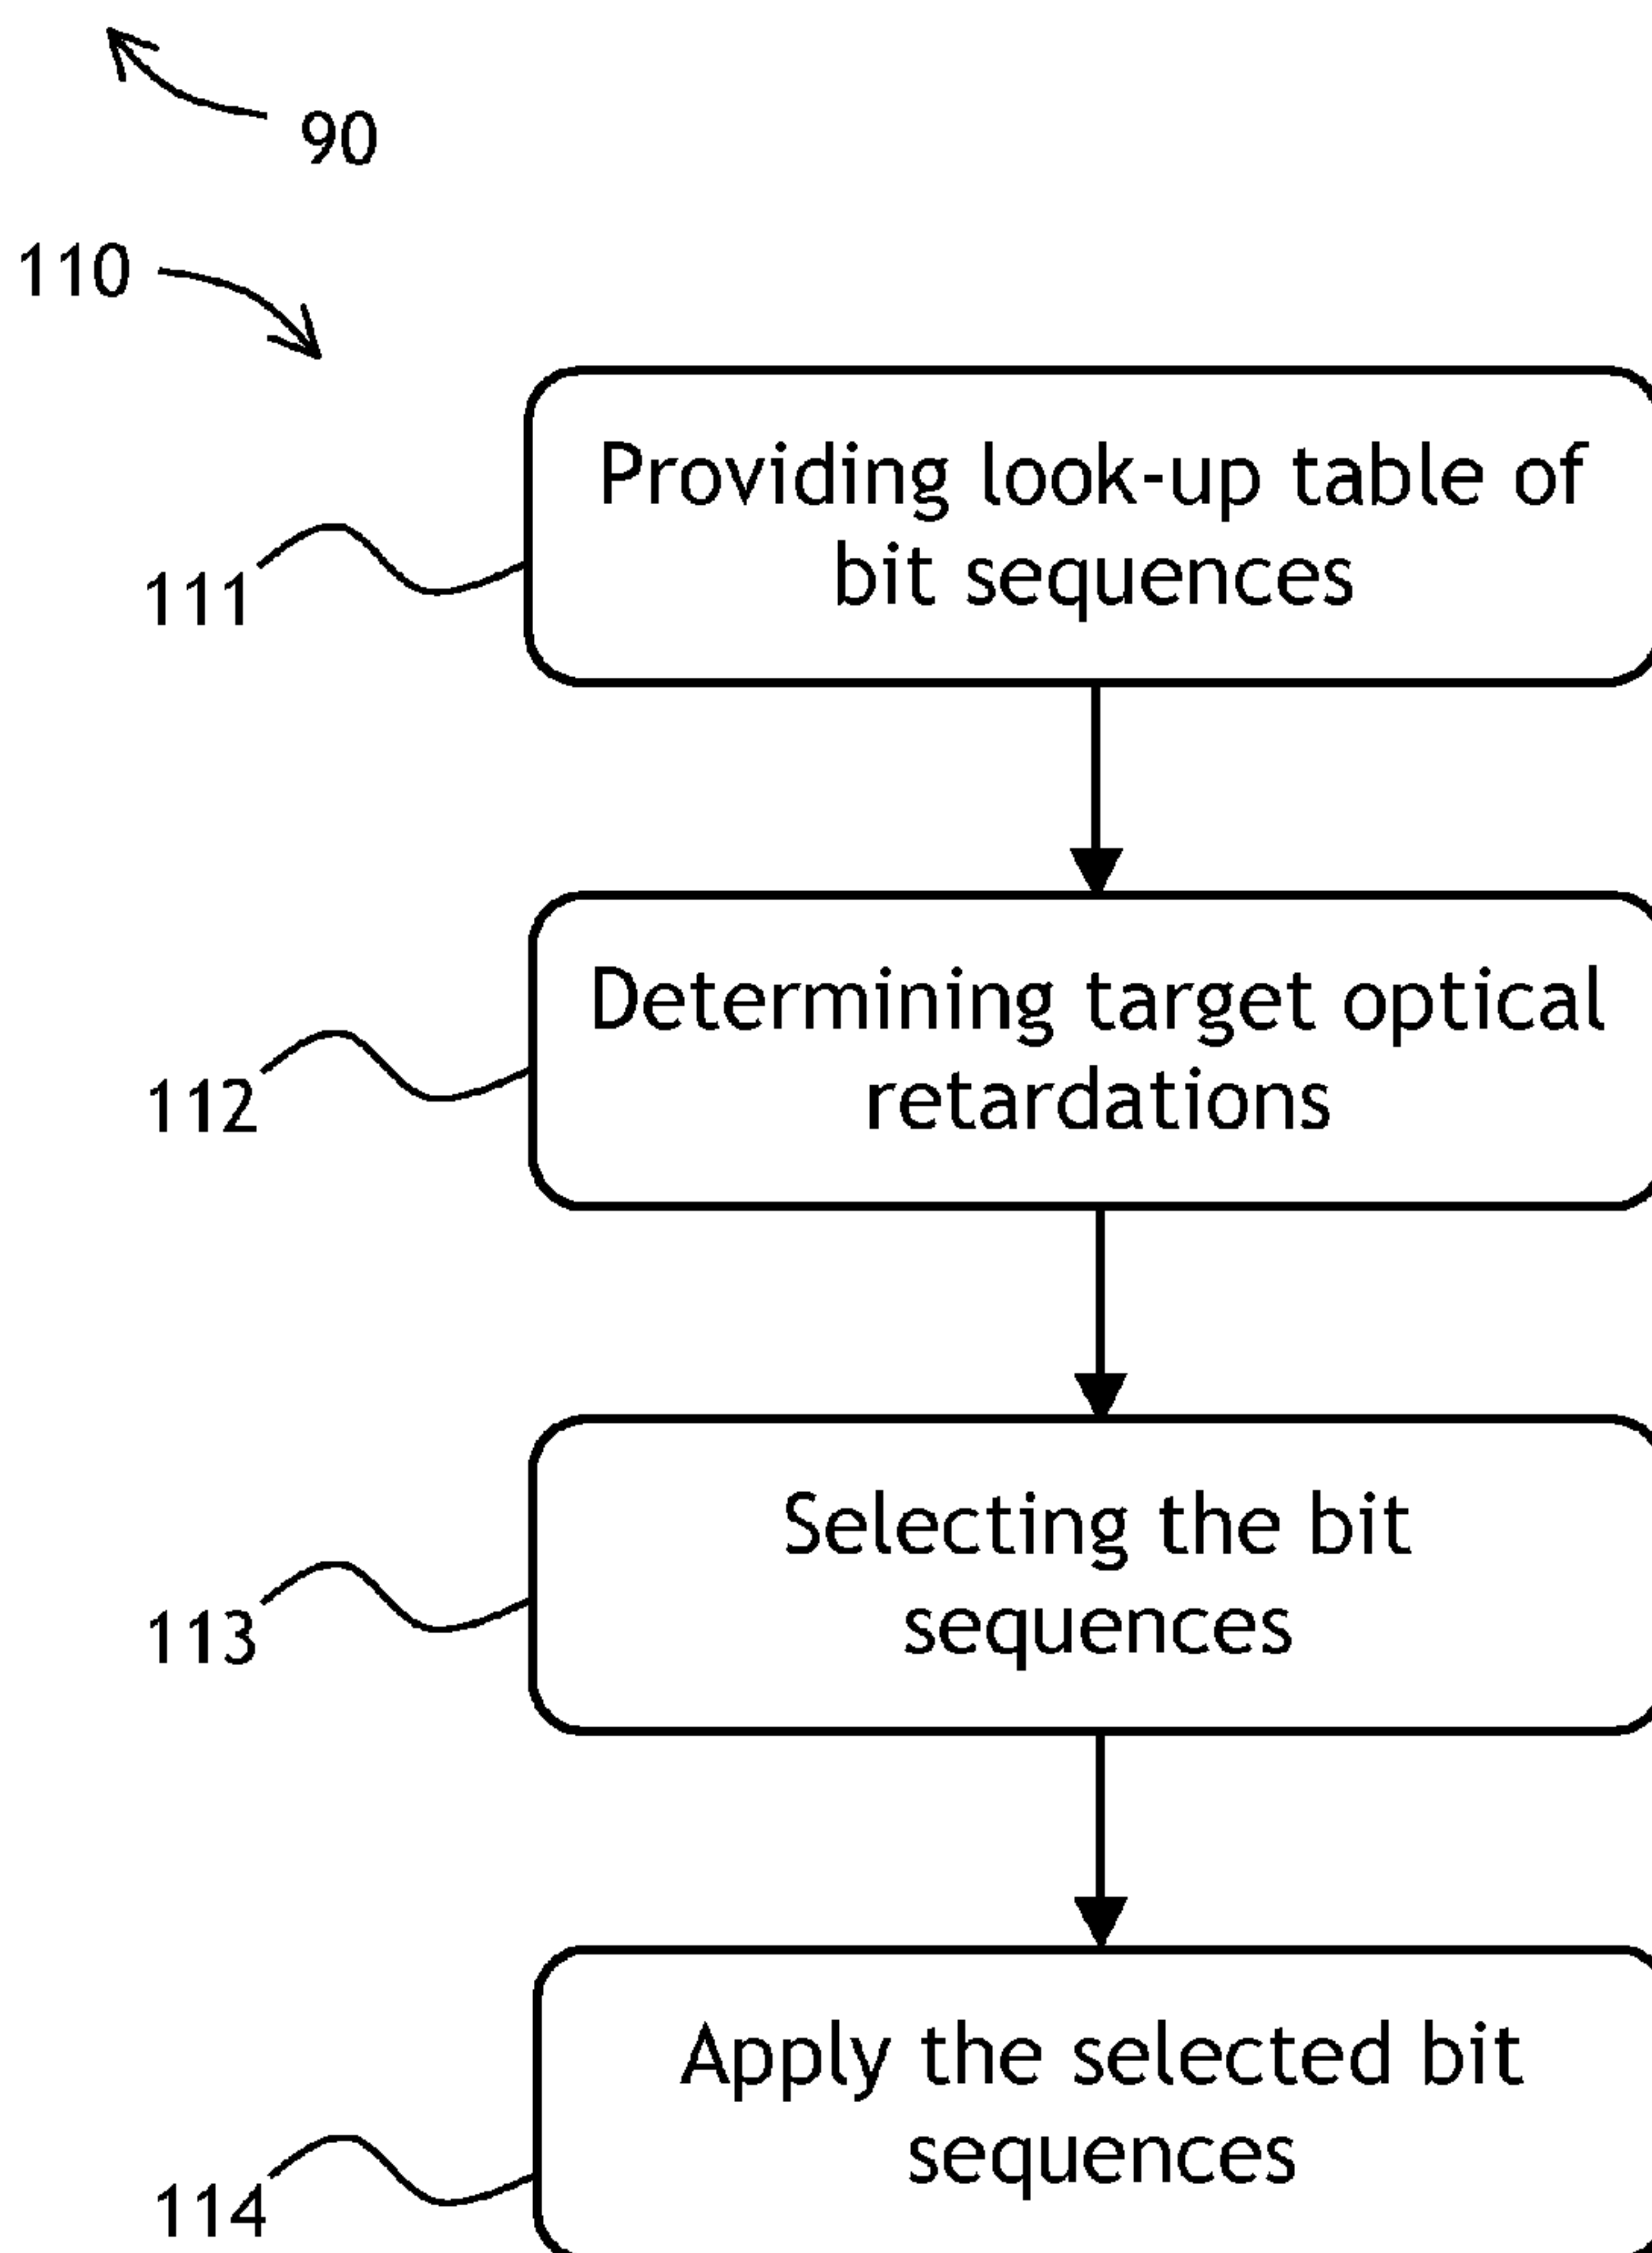 90
110
Providing look-up table of
bit sequences
111
Determining target optical
retardations
112
Selecting the bit
sequences
113
Apply the selected bit
sequences
114